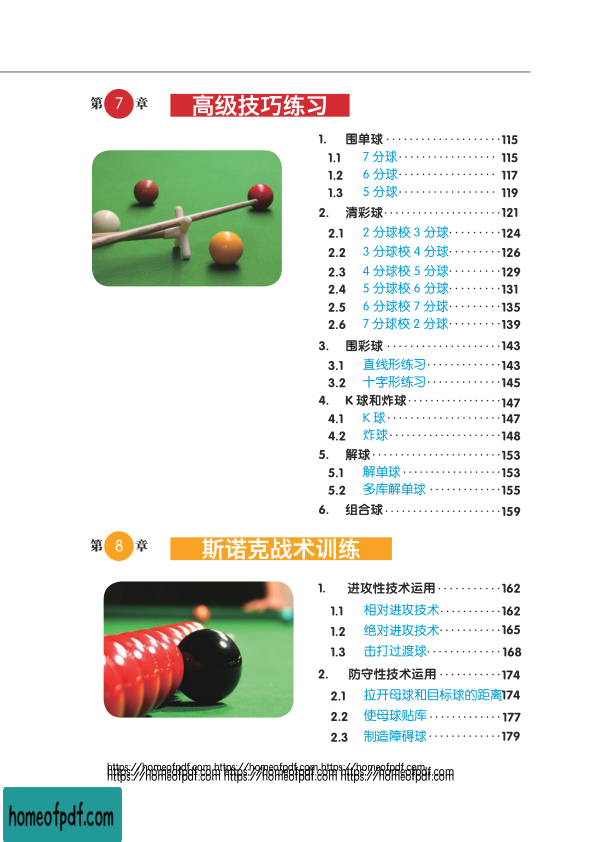 第 7 章 高级技巧练习
1. 围单球 ···················· 115
1.1 7 分球 ················· 115
1.2 6 分球 ················· 117
1.3 5 分球 ················· 119
2. 清彩球 ···················· 121
2.1 2 分球校 3 分球 ········· 124
2.2 3 分球校 4 分球 ········· 126
2.3 4 分球校 5 分球 ········· 129
2.4 5 分球校 6 分球 ········· 131
2.5 6 分球校 7 分球 ········· 135
2.6 7 分球校 2 分球 ········· 139
3. 围彩球 ···················· 143
3.1 直线形练习 ············· 143
3.2 十字形练习 ············· 145
4. K 球和炸球 ················ 147
4.1 K 球 ···················· 147
4.2 炸球 ···················· 148
5. 解球 ······················· 153
5.1 解单球 ·················· 153
5.2 多库解单球 ············· 155
6. 组合球 ···················· 159
第 8 章 斯诺克战术训练
1. 进攻性技术运用 ··········· 162
1.1 相对进攻技术 ··········· 162
1.2 绝对进攻技术 ··········· 165
1.3 击打过渡球 ············· 168
2. 防守性技术运用 ··········· 174
2.1 拉开母球和目标球的距离 174
2.2 使母球贴库 ············· 177
2.3 制造障碍球 ············· 179
https://homeofpdf.com https://homeofpdf.com https://homeofpdf.com
https://homeofpdf.com https://homeofpdf.com https://homeofpdf.com
homeofpdf.com